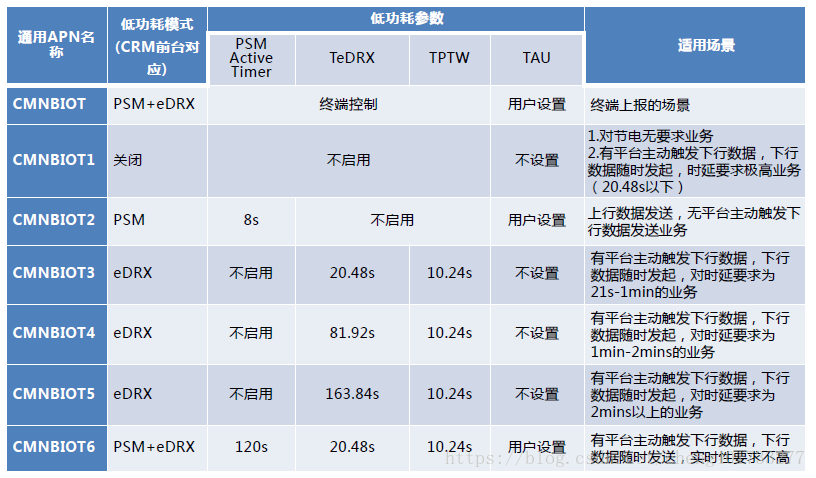 通用APN名
称
低功耗模式
(CRM前台对
应)
低功耗参数
适用场景
PSM
Active
Timer
TeDRX
TPTW
TAU
CMNBIOT
PSM+eDRX
终端控制
用户设置
终端上报的场景
CMNBIOT1
关闭
不启用
不设置
1.对节电无要求业务
2.有平台主动触发下行数据，下行
数据随时发起，时延要求极高业务
（20.48s以下）
CMNBIOT2
PSM
8s
不启用
用户设置
上行数据发送，无平台主动触发下
行数据发送业务
CMNBIOT3
eDRX
不启用
20.48s
10.24s
不设置
有平台主动触发下行数据，下行
数据随时发起，对时延要求为
21s-1min的业务
CMNBIOT4
eDRX
不启用
81.92s
10.24s
不设置
有平台主动触发下行数据，下行
数据随时发起，对时延要求为
1min-2mins的业务
CMNBIOT5
eDRX
不启用
163.84s
10.24s
不设置
有平台主动触发下行数据，下行
数据随时发起，对时延要求为
2mins以上的业务
CMNBIOT6
PSM+eDRX
120s
20.48s
10.24s
用户设置
有平台主动触发下行数据，下行
数据随时发送，实时性要求不高